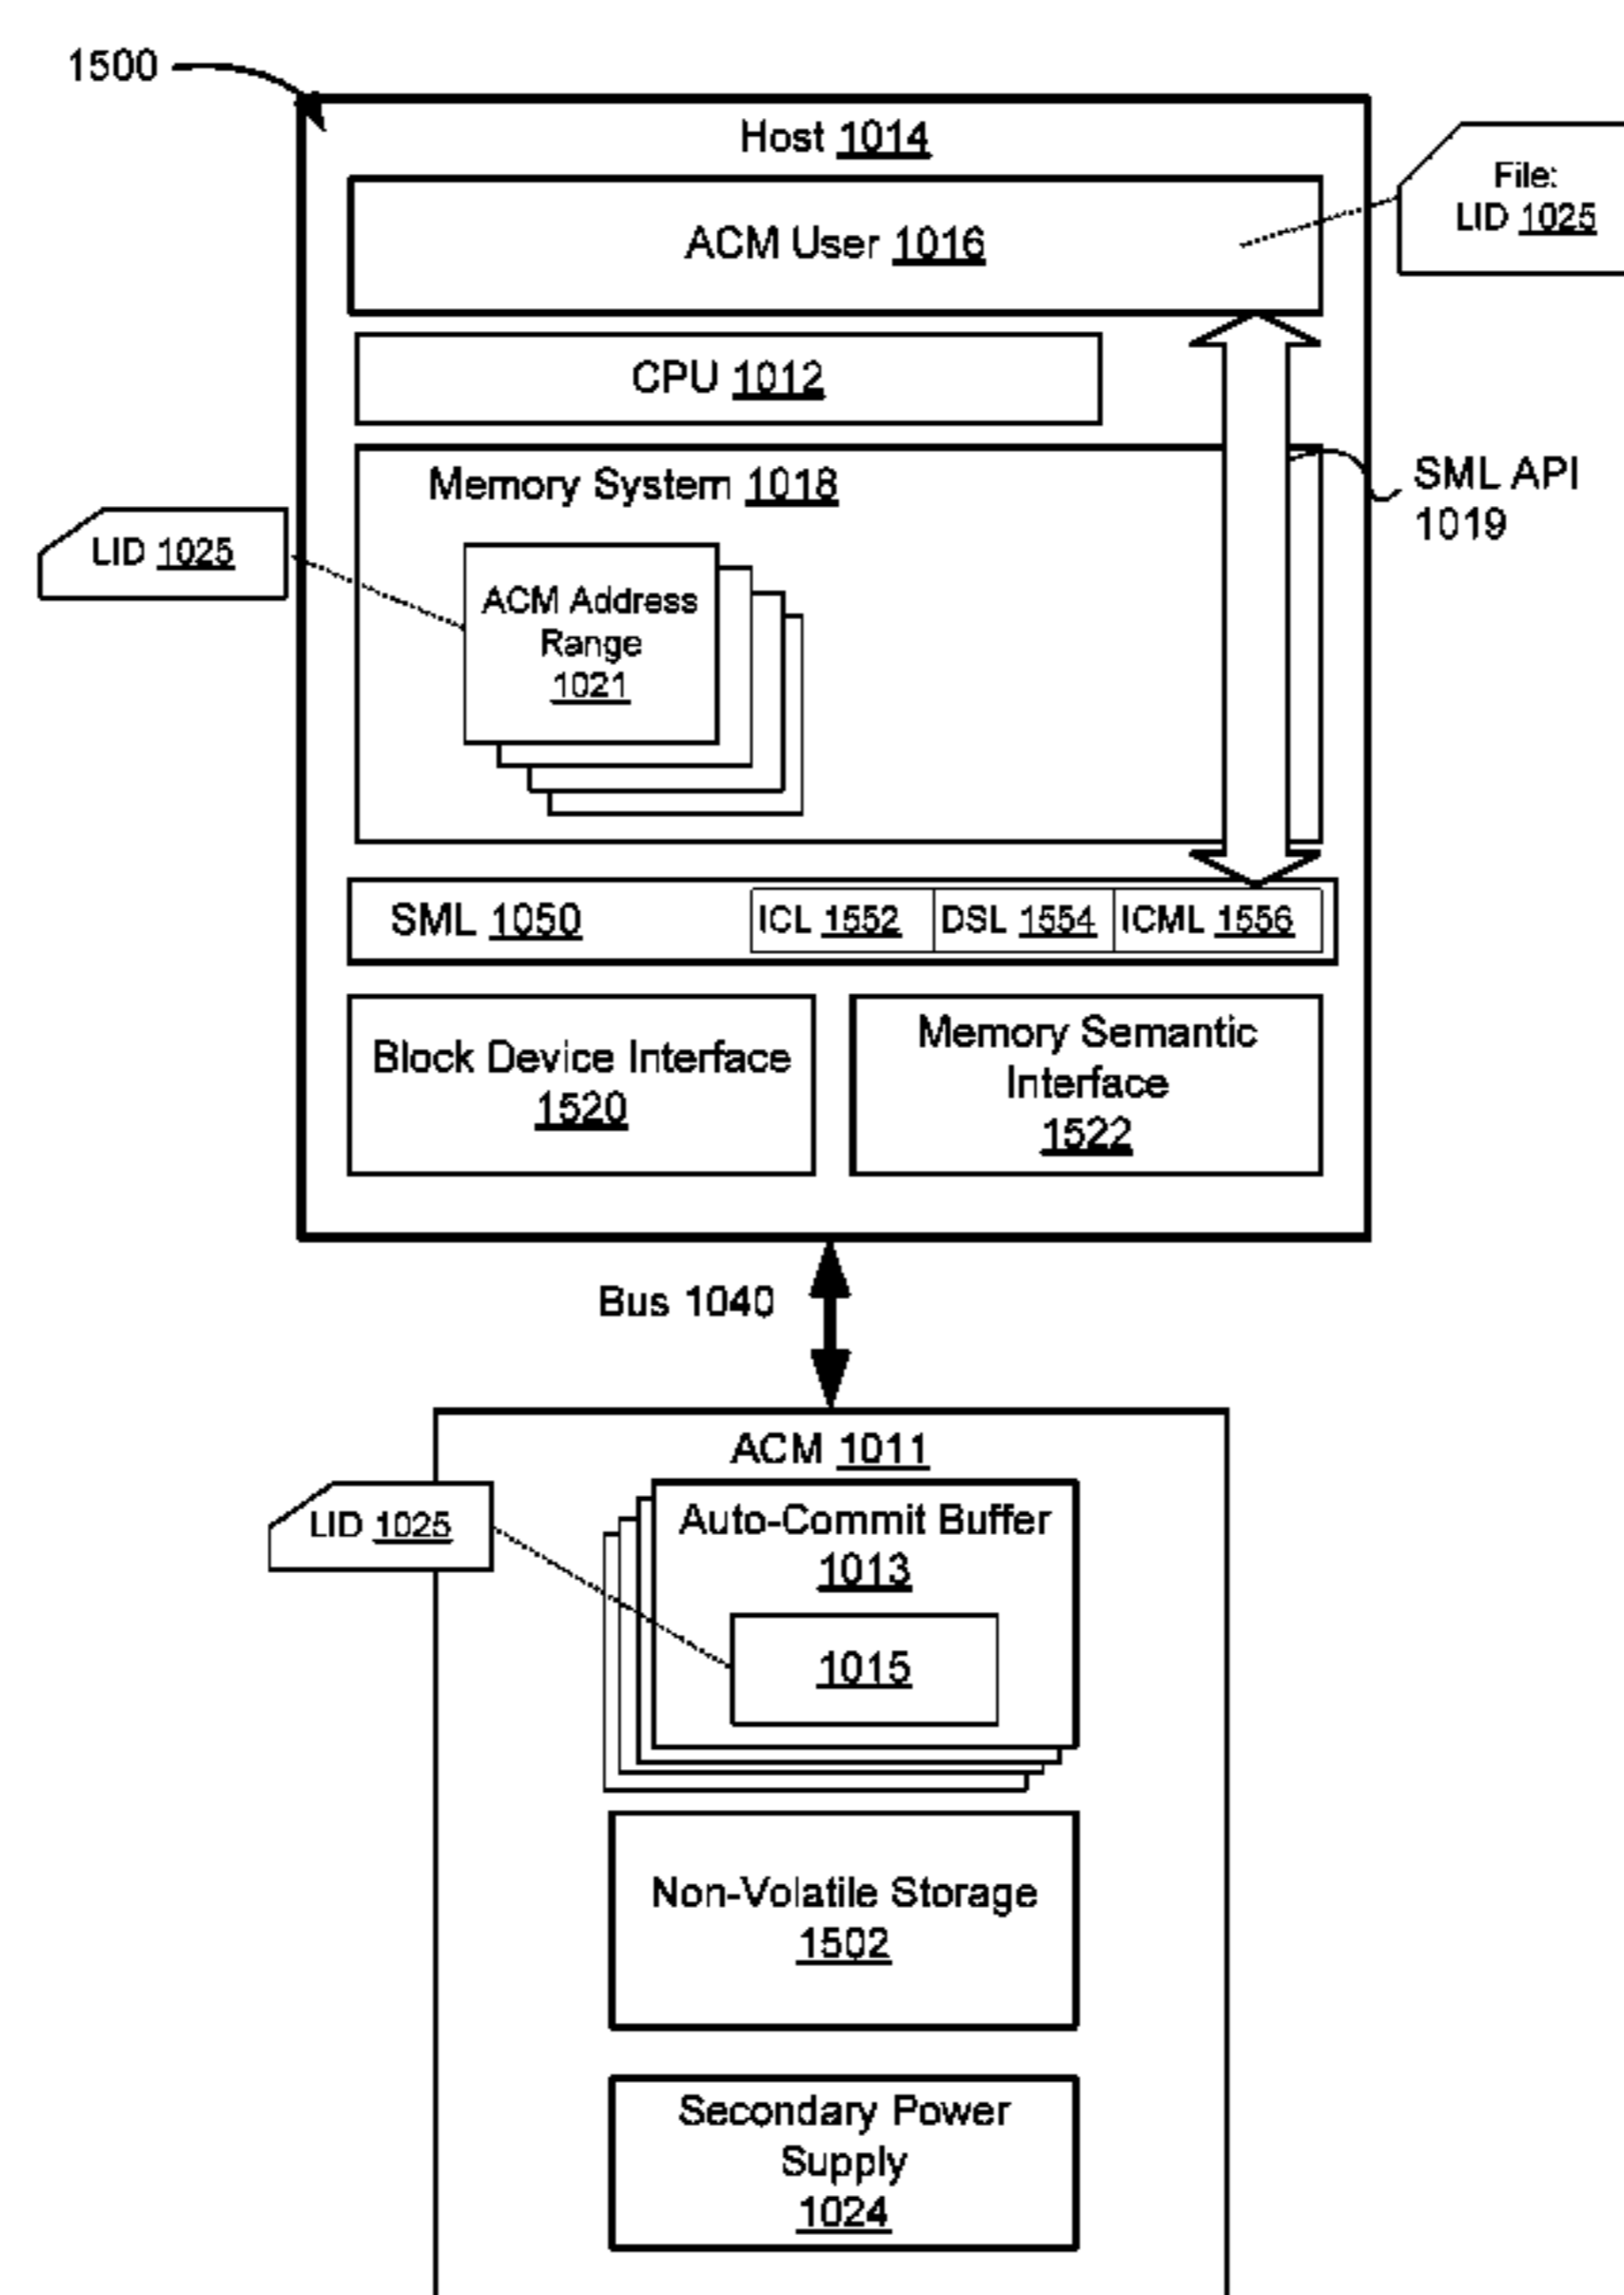 1500
Host 1014
File:
LID 1025
ACM User 1016
CPU 1012
Memory System 1018
SML API
1019
LID 1025
ACM Address
Range
1021
SML 1050
ICL 1552
DSL 1554
ICML 1556
Block Device Interface
1520
Memory Semantic
Interface
1522
Bus 1040
ACM 1011
LID 1025
Auto-Commit Buffer
1013
1015
Non-Volatile Storage
1502
Secondary Power
Supply
1024